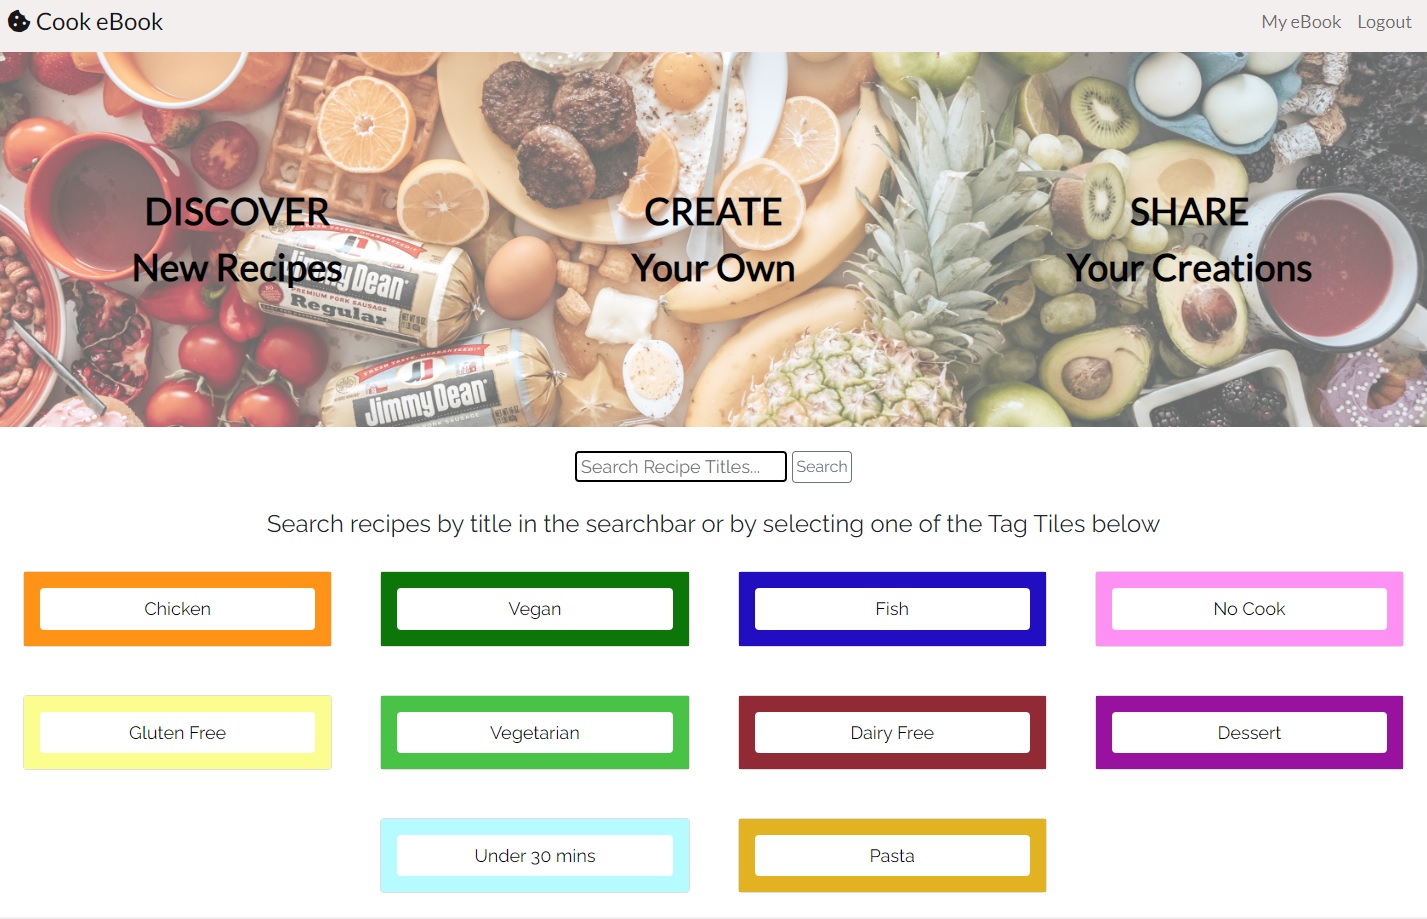 Cook eBook
My eBook
Logout
DISCOVER
New Recipes
CREATE
Your Own
SHARE
Your Creations
Jimmy Dean
PREMIUM PORK SAUSAGE
Regular
FRESH TASTE. GUARANTEED.
Jimmy Dean
Search Recipe Titles...
Search
Search recipes by title in the searchbar or by selecting one of the Tag Tiles below
Chicken
Vegan
Fish
No Cook
Gluten Free
Vegetarian
Dairy Free
Dessert
Under 30 mins
Pasta